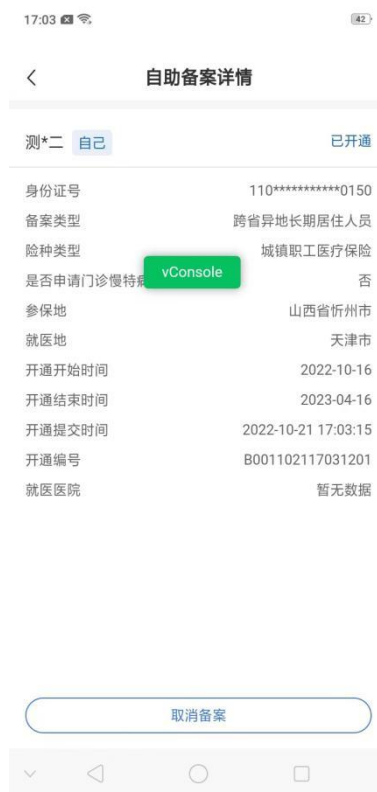 17:03
42
自助备案详情
测*二 自己 已开通
身份证号 110***********0150
备案类型 跨省异地长期居住人员
险种类型 城镇职工医疗保险
是否申请门诊慢特 否
vConsole
参保地 山西省忻州市
就医地 天津市
开通开始时间 2022-10-16
开通结束时间 2023-04-16
开通提交时间 2022-10-21 17:03:15
开通编号 B001102117031201
就医医院 暂无数据
取消备案